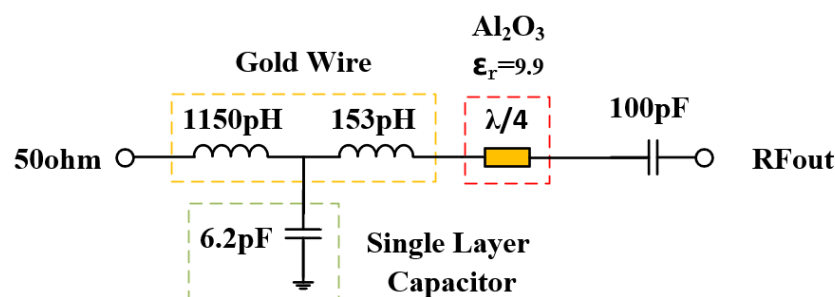 Al₂O₃
Gold Wire
εr=9.9
1150pH
153pH
λ/4
100pF
50ohm
RFout
6.2pF
Single Layer
Capacitor